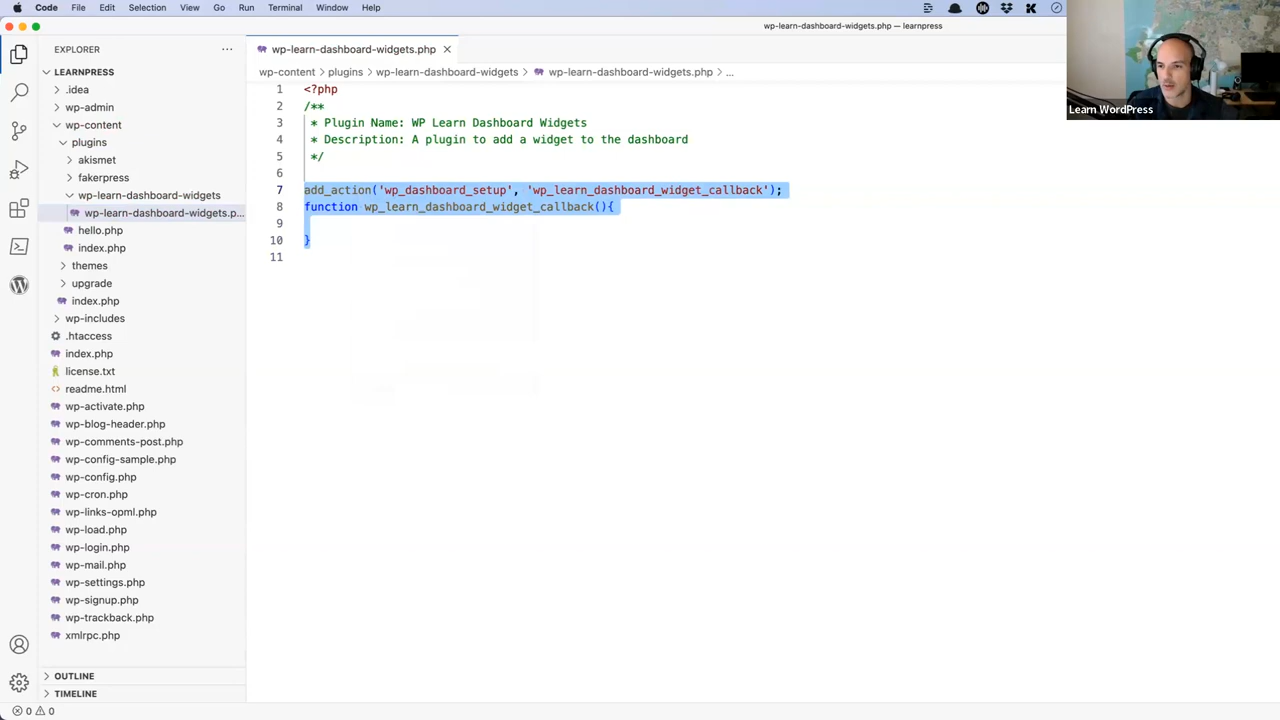 Code File Edit Selection View Go Run Terminal Window Help
wp-learn-dashboard-widgets.php — learnpress
EXPLORER
wp-learn-dashboard-widgets.php
LEARNPRESS
wp-content > plugins > wp-learn-dashboard-widgets > wp-learn-dashboard-widgets.php > ...
.idea
wp-admin
wp-content
plugins
akismet
fakerpress
wp-learn-dashboard-widgets
wp-learn-dashboard-widgets.p...
hello.php
index.php
themes
upgrade
index.php
wp-includes
.htaccess
index.php
license.txt
readme.html
wp-activate.php
wp-blog-header.php
wp-comments-post.php
wp-config-sample.php
wp-config.php
wp-cron.php
wp-links-opml.php
wp-load.php
wp-login.php
wp-mail.php
wp-settings.php
wp-signup.php
wp-trackback.php
xmlrpc.php
OUTLINE
TIMELINE
0 0
1 <?php
2 /**
3 * Plugin Name: WP Learn Dashboard Widgets
4 * Description: A plugin to add a widget to the dashboard
5 */
6
7 add_action('wp_dashboard_setup', 'wp_learn_dashboard_widget_callback');
8 function wp_learn_dashboard_widget_callback(){
9
10 }
11
Learn WordPress